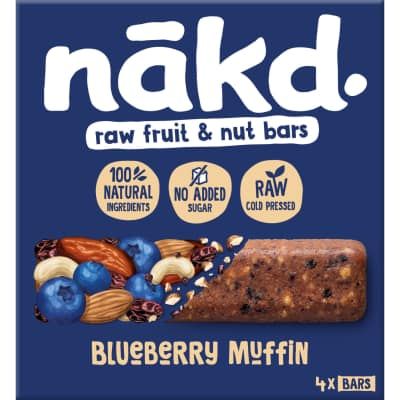 nākd.
raw fruit & nut bars
100%
NATURAL
INGREDIENTS
NO ADDED
SUGAR
RAW
COLD PRESSED
BLUEBERRY MUFFIN
4x BARS